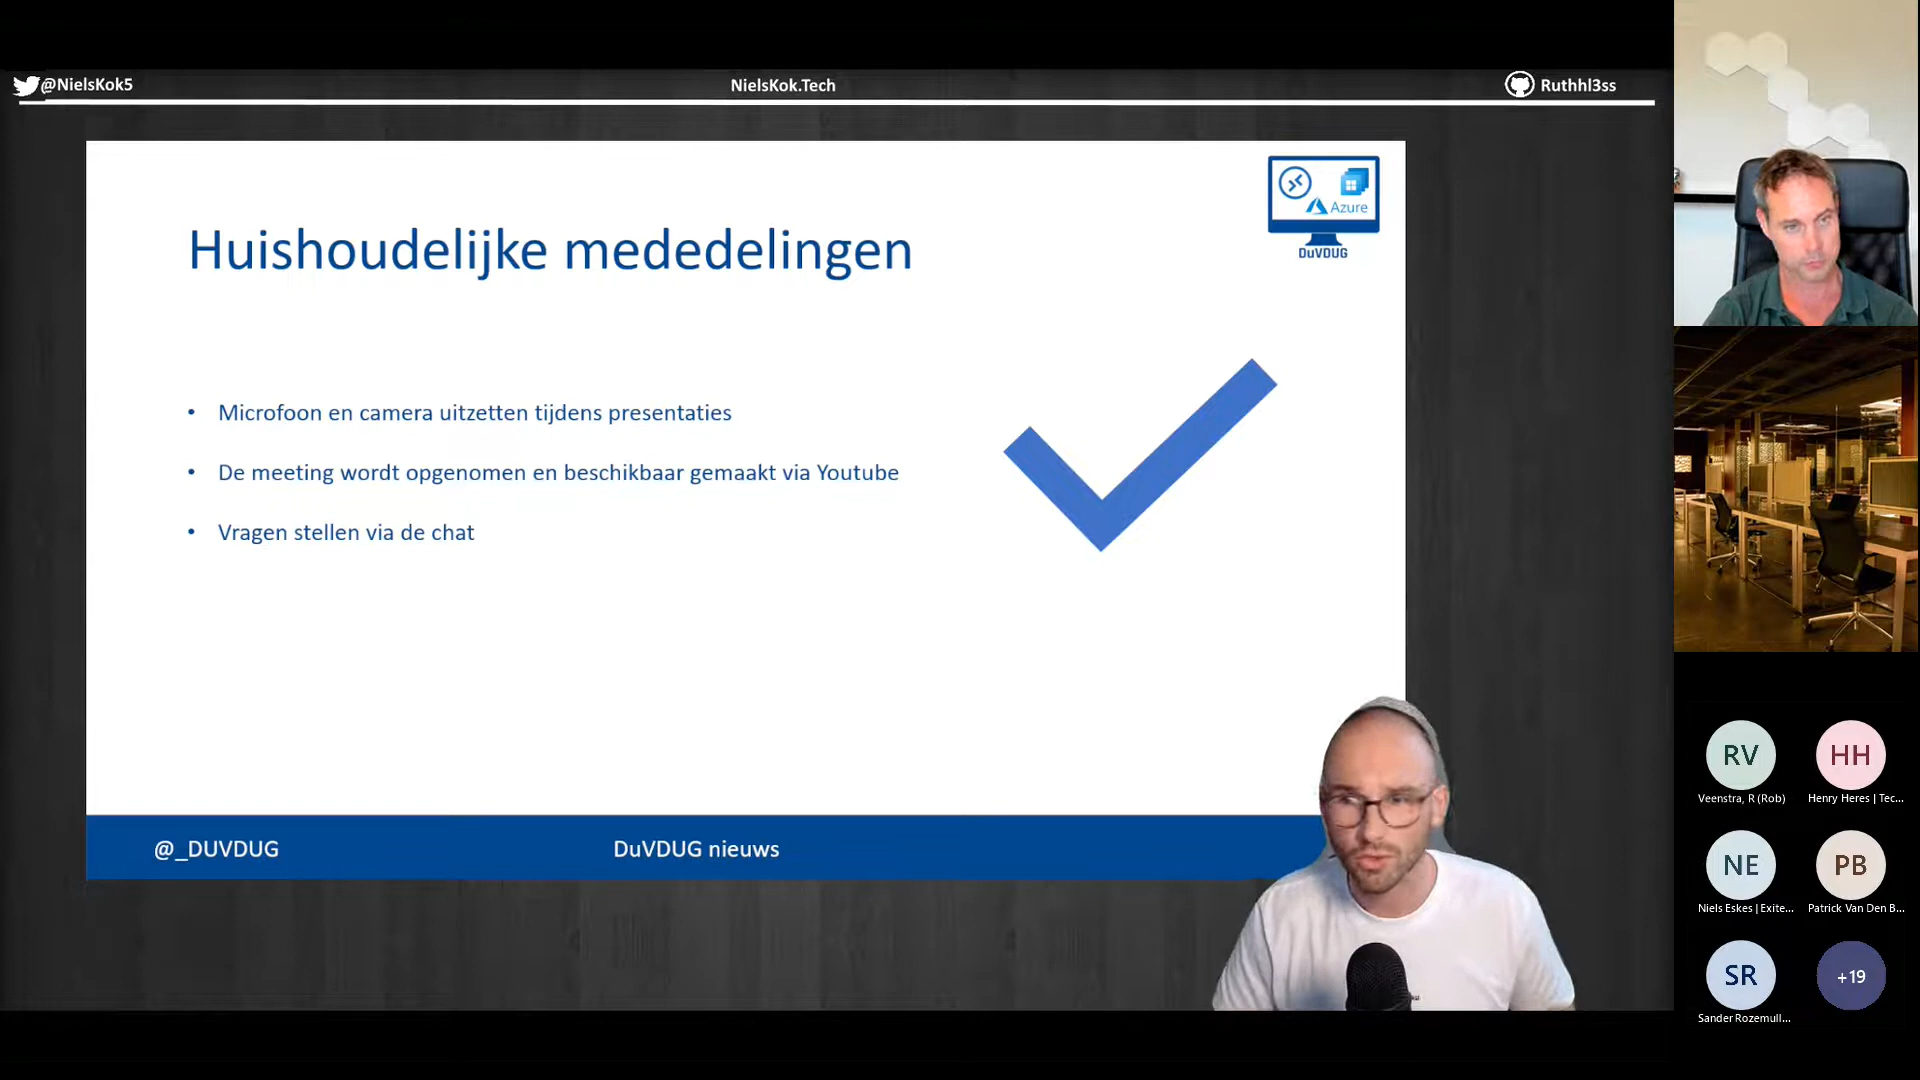 @NielsKok5
NielsKok.Tech
Ruthhl3ss
Azure
DuVDUG
Huishoudelijke mededelingen
• Microfoon en camera uitzetten tijdens presentaties
• De meeting wordt opgenomen en beschikbaar gemaakt via Youtube
• Vragen stellen via de chat
@_DUVDUG
DuVDUG nieuws
RV
Veenstra, R (Rob)
HH
Henry Heres | Tec...
NE
Niels Eskes | Exite...
PB
Patrick Van Den B...
SR
Sander Rozemull...
+19